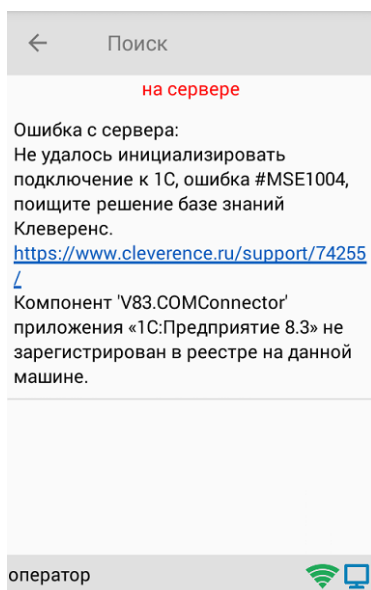 Поиск
на сервере
Ошибка с сервера:
Не удалось инициализировать
подключение к 1С, ошибка #MSE1004,
поищите решение базе знаний
Клеверенс.
https://www.cleverence.ru/support/74255
/
Компонент 'V83.COMConnector'
приложения «1С:Предприятие 8.3» не
зарегистрирован в реестре на данной
машине.
оператор